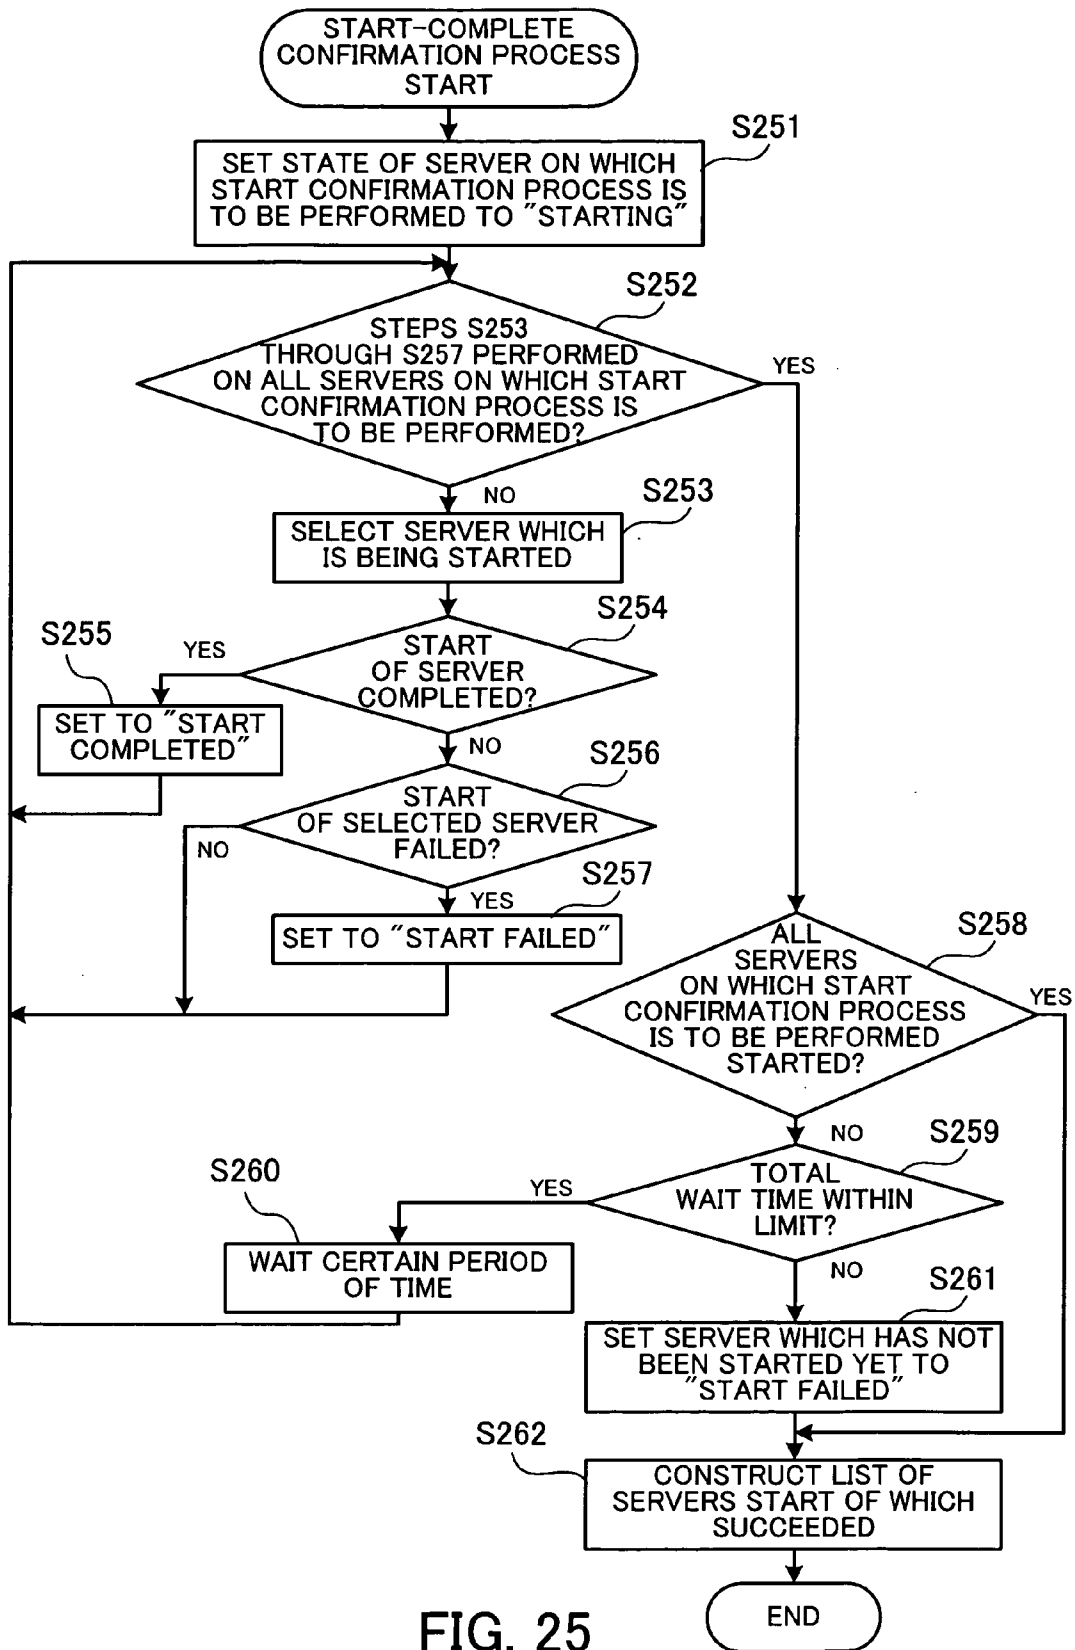 START-COMPLETE
CONFIRMATION PROCESS
START
S251
SET STATE OF SERVER ON WHICH
START CONFIRMATION PROCESS IS
TO BE PERFORMED TO "STARTING"
S252
STEPS S253
THROUGH S257 PERFORMED
ON ALL SERVERS ON WHICH START
CONFIRMATION PROCESS IS
TO BE PERFORMED?
YES
NO
S253
SELECT SERVER WHICH
IS BEING STARTED
S254
START
OF SERVER
COMPLETED?
YES
S255
SET TO "START
COMPLETED"
NO
S256
START
OF SELECTED SERVER
FAILED?
NO
YES
S257
SET TO "START FAILED"
S258
ALL
SERVERS
ON WHICH START
CONFIRMATION PROCESS
IS TO BE PERFORMED
STARTED?
YES
NO
S259
TOTAL
WAIT TIME WITHIN
LIMIT?
YES
S260
WAIT CERTAIN PERIOD
OF TIME
NO
S261
SET SERVER WHICH HAS NOT
BEEN STARTED YET TO
"START FAILED"
S262
CONSTRUCT LIST OF
SERVERS START OF WHICH
SUCCEEDED
END
FIG. 25